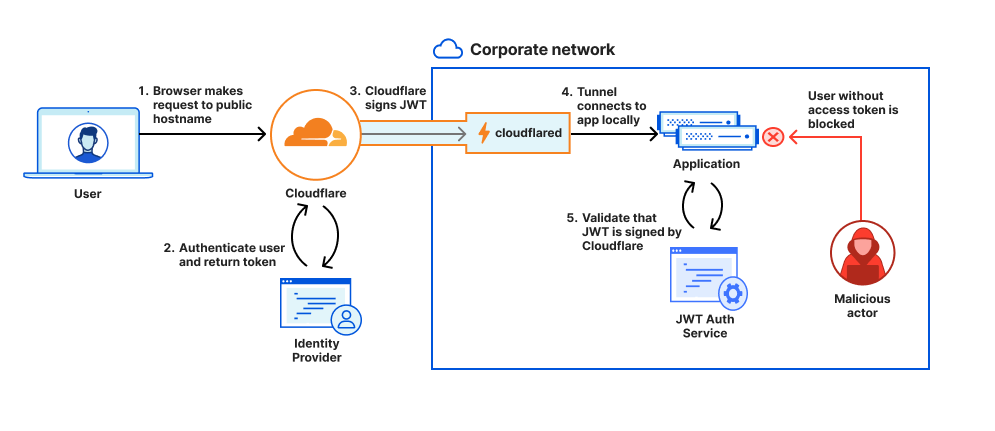 Corporate network
1. Browser makes
request to public
hostname
3. Cloudflare
signs JWT
4. Tunnel
connects to
app locally
User without
access token is
blocked
cloudflared
User
Cloudflare
Application
2. Authenticate user
and return token
5. Validate that
JWT is signed by
Cloudflare
Identity
Provider
JWT Auth
Service
Malicious
actor